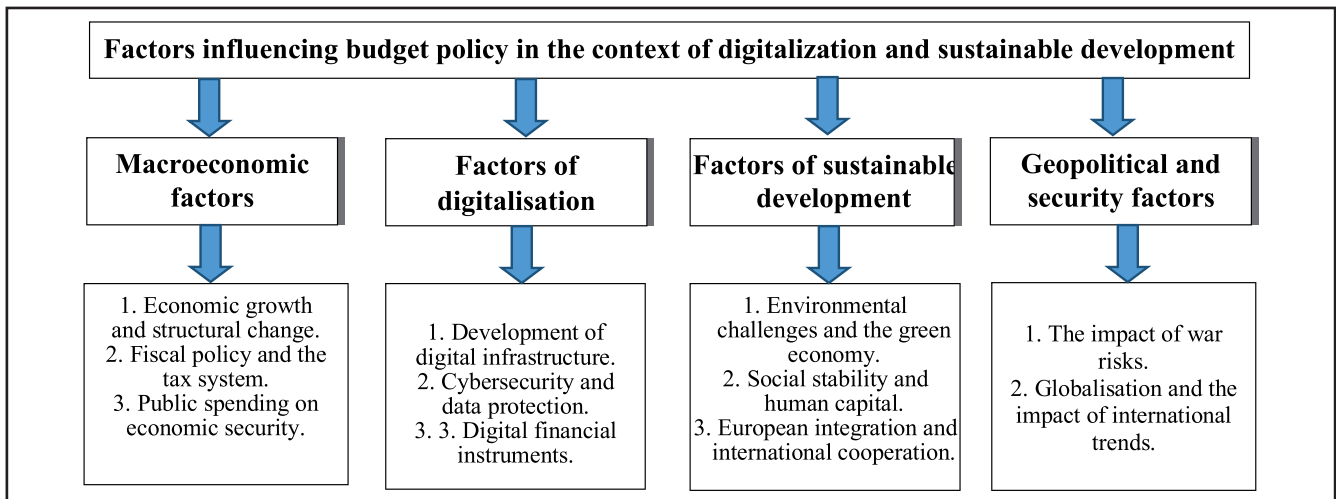 Factors influencing budget policy in the context of digitalization and sustainable development
Macroeconomic
factors
Factors of
digitalisation
Factors of sustainable
development
Geopolitical and
security factors
1. Economic growth
and structural change.
2. Fiscal policy and the
tax system.
3. Public spending on
economic security.
1. Development of
digital infrastructure.
2. Cybersecurity and
data protection.
3. 3. Digital financial
instruments.
1. Environmental
challenges and the green
economy.
2. Social stability and
human capital.
3. European integration and
international cooperation.
1. The impact of war
risks.
2. Globalisation and the
impact of international
trends.